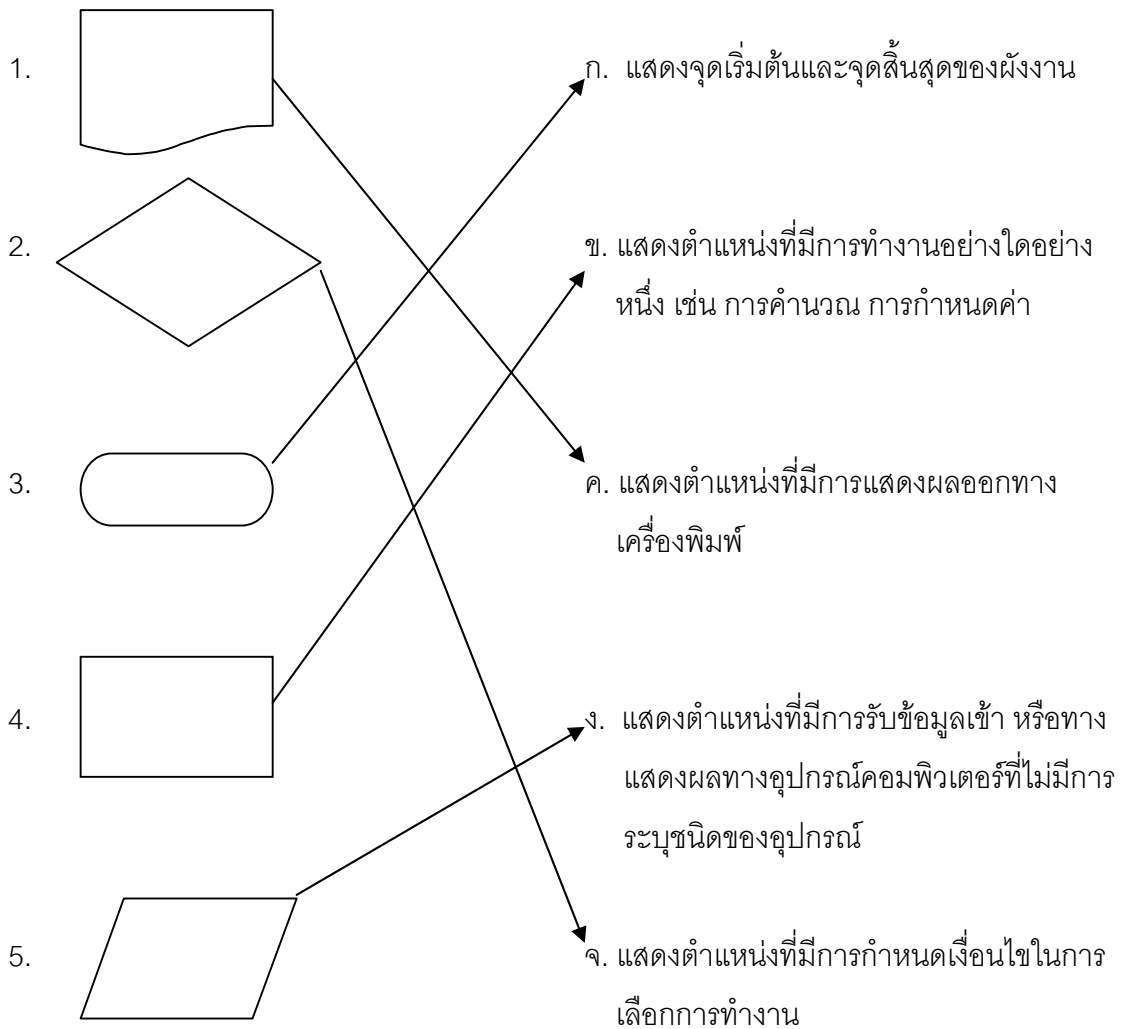 1. ก. แสดงจุดเริ่มต้นและจุดสิ้นสุดของผังงาน
2. ข. แสดงตำแหน่งที่มีการทำงานอย่างใดอย่าง
หนึ่ง เช่น การคำนวณ การกำหนดค่า
3. ค. แสดงตำแหน่งที่มีการแสดงผลออกทาง
เครื่องพิมพ์
4. ง. แสดงตำแหน่งที่มีการรับข้อมูลเข้า หรือทาง
แสดงผลทางอุปกรณ์คอมพิวเตอร์ที่ไม่มีการ
ระบุชนิดของอุปกรณ์
5. จ. แสดงตำแหน่งที่มีการกำหนดเงื่อนไขในการ
เลือกการทำงาน